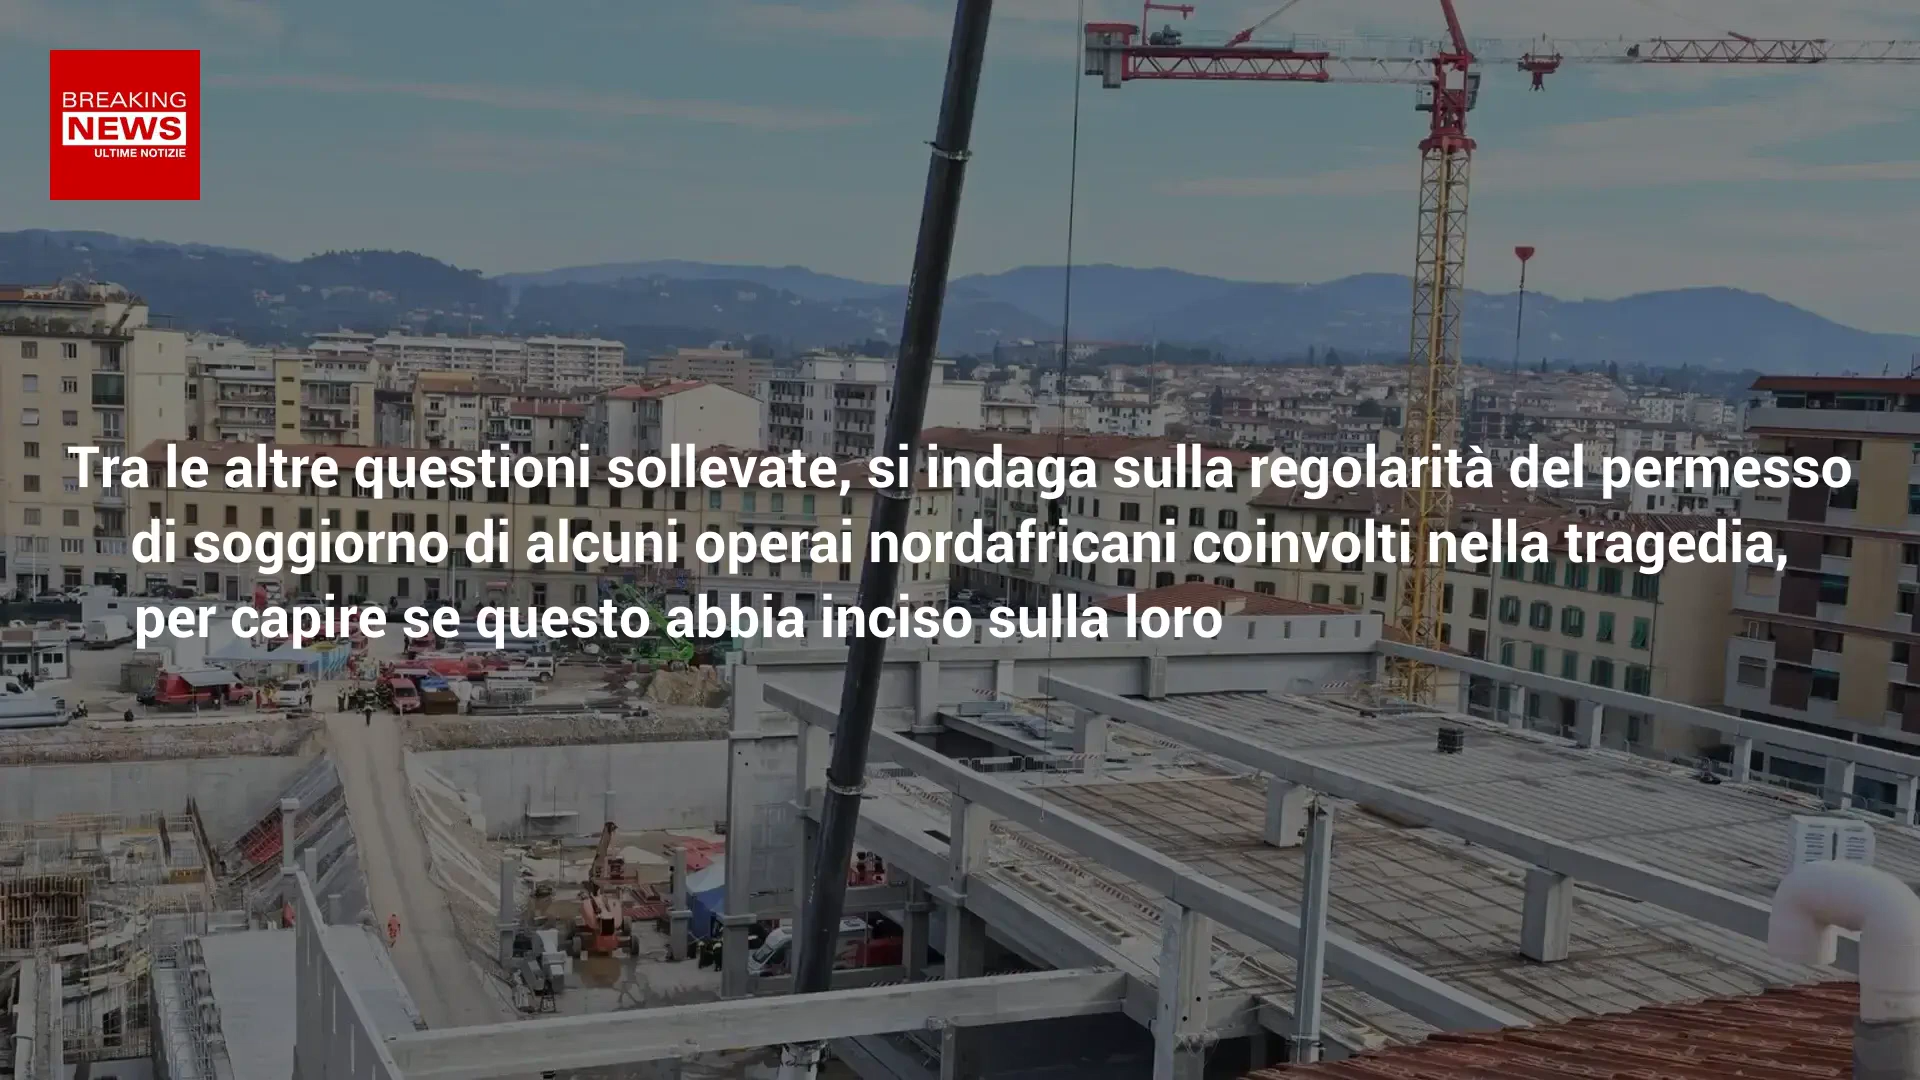 BREAKING
NEWS
ULTIME NOTIZIE
Tra le altre questioni sollevate, si indaga sulla regolarità del permesso
di soggiorno di alcuni operai nordafricani coinvolti nella tragedia,
per capire se questo abbia inciso sulla loro